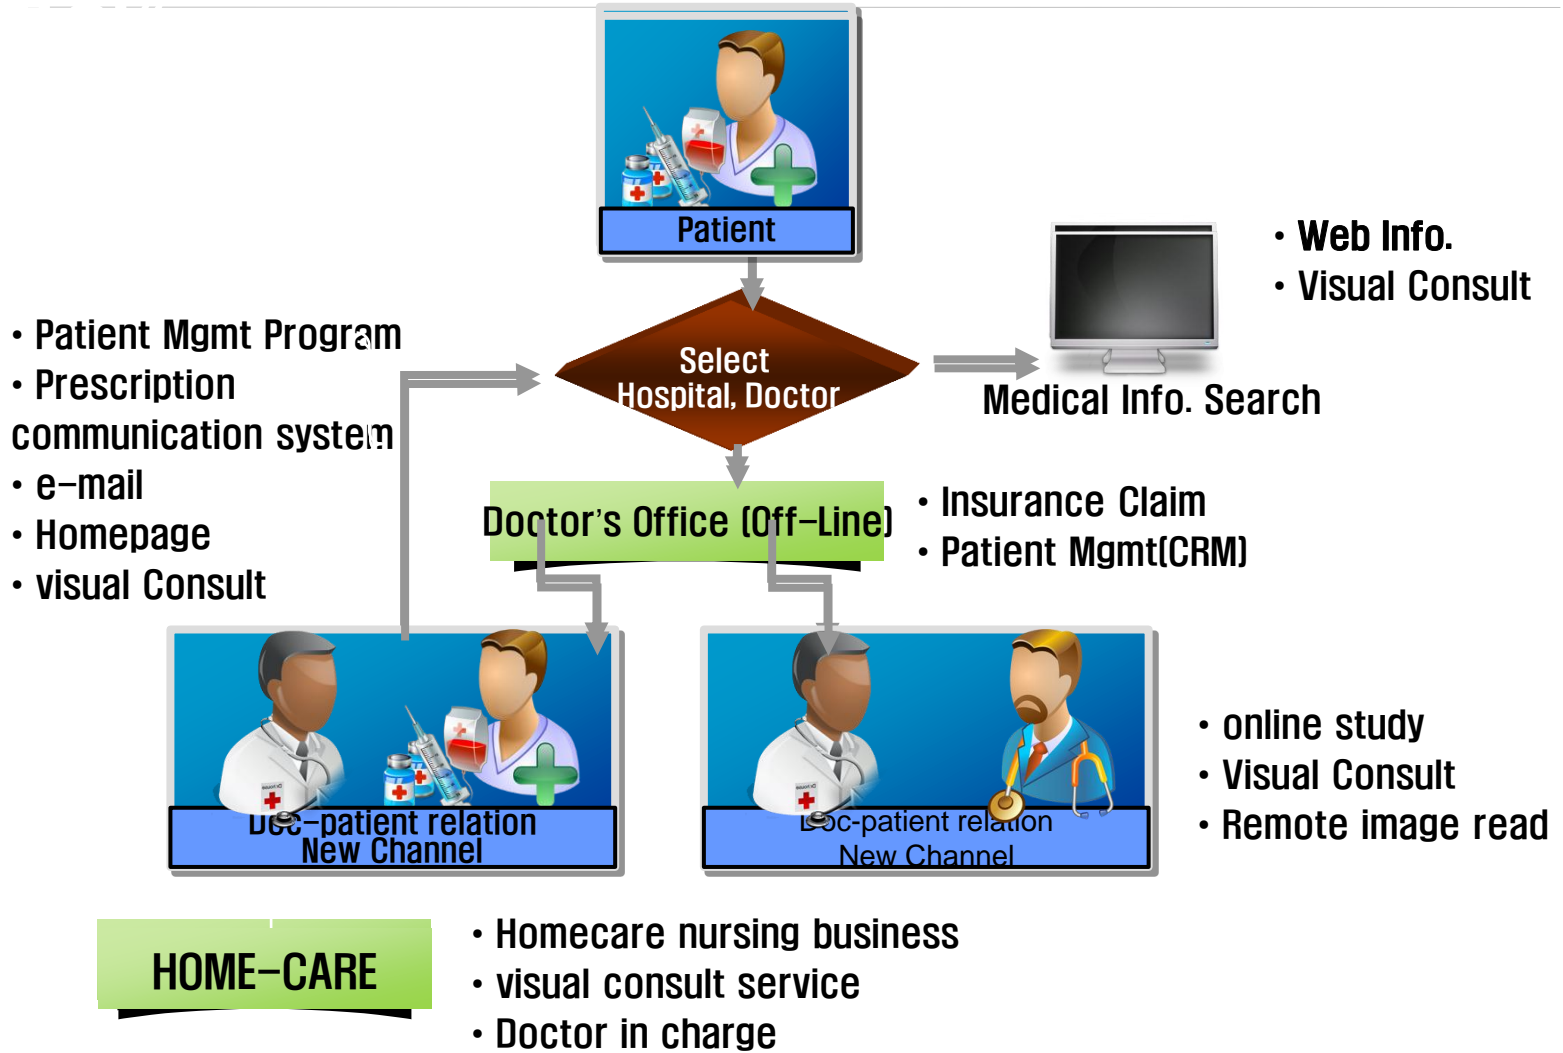 Patient
• Web Info.
• Visual Consult
• Patient Mgmt Program
• Prescription
communication system
• e-mail
• Homepage
• visual Consult
Select
Hospital, Doctor
Medical Info. Search
Doctor's Office (Off-Line)
• Insurance Claim
• Patient Mgmt(CRM)
Doc-patient relation
New Channel
Doc-patient relation
New Channel
• online study
• Visual Consult
• Remote image read
HOME-CARE
• Homecare nursing business
• visual consult service
• Doctor in charge